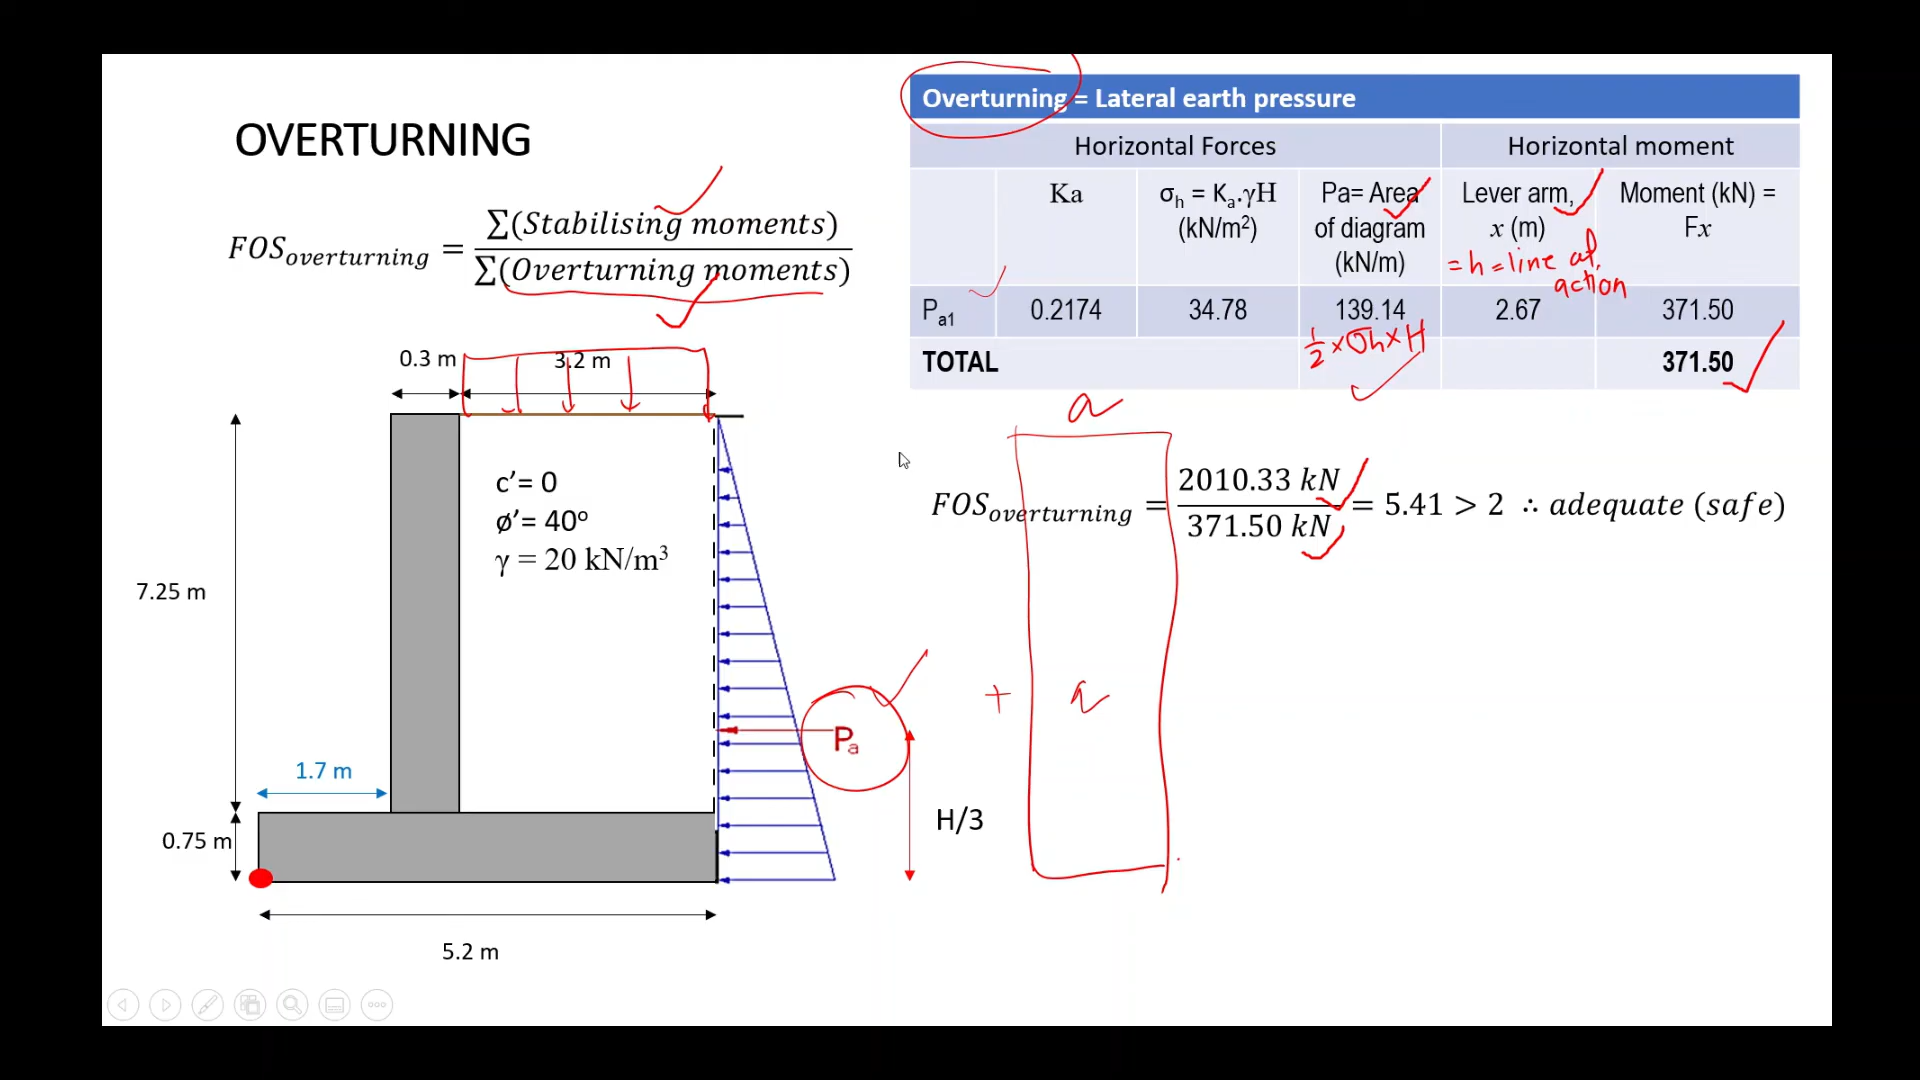 OVERTURNING
FOSoverturning = ∑(Stabilising moments) / ∑(Overturning moments)
Overturning = Lateral earth pressure
Horizontal Forces Horizontal moment
Ka σh = Ka.γH (kN/m²) Pa= Area of diagram (kN/m) Lever arm, x (m) Moment (kN) = Fx
= h = line of action
Pa1 0.2174 34.78 139.14 2.67 371.50
½ × σh × H
TOTAL 371.50
0.3 m 3.2 m
c’= 0
ø’= 40º
γ = 20 kN/m³
7.25 m
FOSoverturning = 2010.33 kN / 371.50 kN = 5.41 > 2 ∴ adequate (safe)
+
Pa
1.7 m
H/3
0.75 m
5.2 m